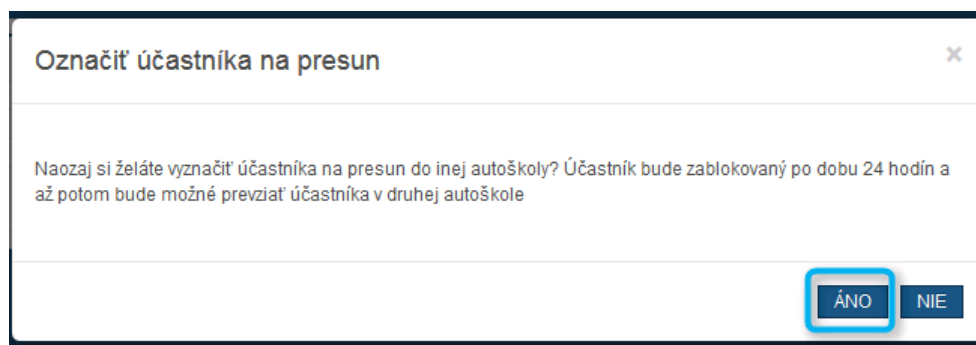 Označiť účastníka na presun
×
Naozaj si želáte vyznačiť účastníka na presun do inej autoškoly? Účastník bude zablokovaný po dobu 24 hodín a
až potom bude možné prevziať účastníka v druhej autoškole
ÁNO NIE